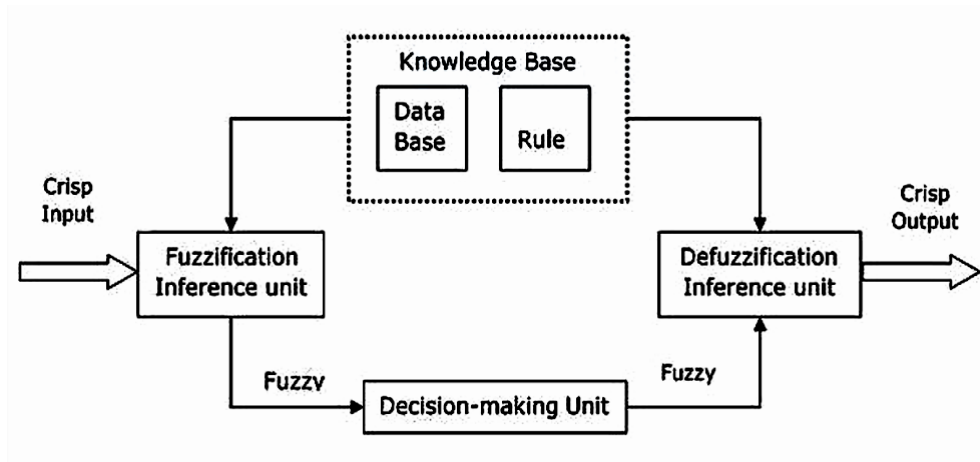 Knowledge Base
Data
Base
Rule
Crisp
Input
Crisp
Output
Fuzzification
Inference unit
Defuzzification
Inference unit
Fuzzy
Fuzzy
Decision-making Unit